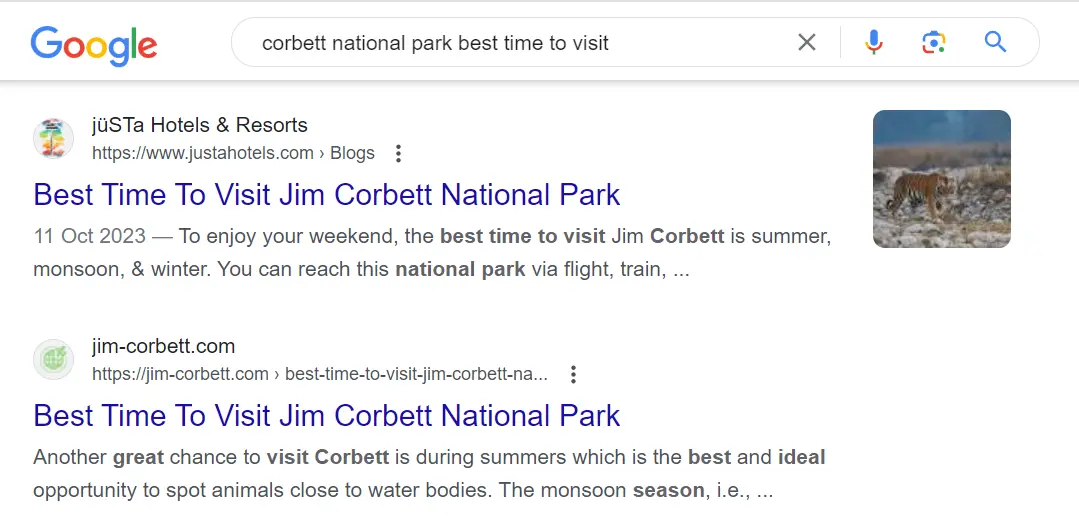 Google
corbett national park best time to visit
jüSTa Hotels & Resorts
https://www.justahotels.com › Blogs
Best Time To Visit Jim Corbett National Park
11 Oct 2023 — To enjoy your weekend, the best time to visit Jim Corbett is summer,
monsoon, & winter. You can reach this national park via flight, train, ...
jim-corbett.com
https://jim-corbett.com › best-time-to-visit-jim-corbett-na...
Best Time To Visit Jim Corbett National Park
Another great chance to visit Corbett is during summers which is the best and ideal
opportunity to spot animals close to water bodies. The monsoon season, i.e., ...